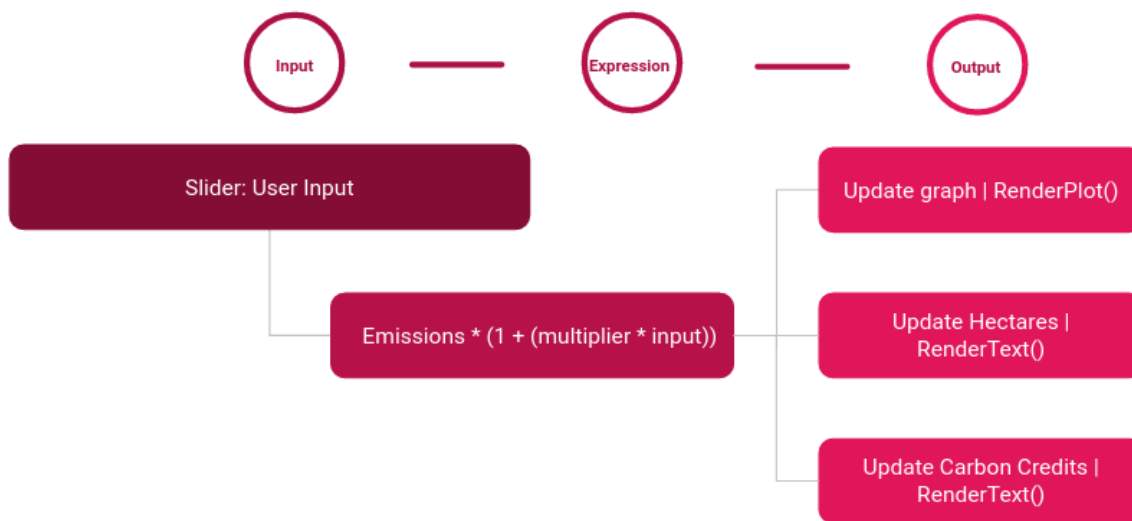 Input
Expression
Output
Slider: User Input
Update graph | RenderPlot()
Emissions * (1 + (multiplier * input))
Update Hectares |
RenderText()
Update Carbon Credits |
RenderText()